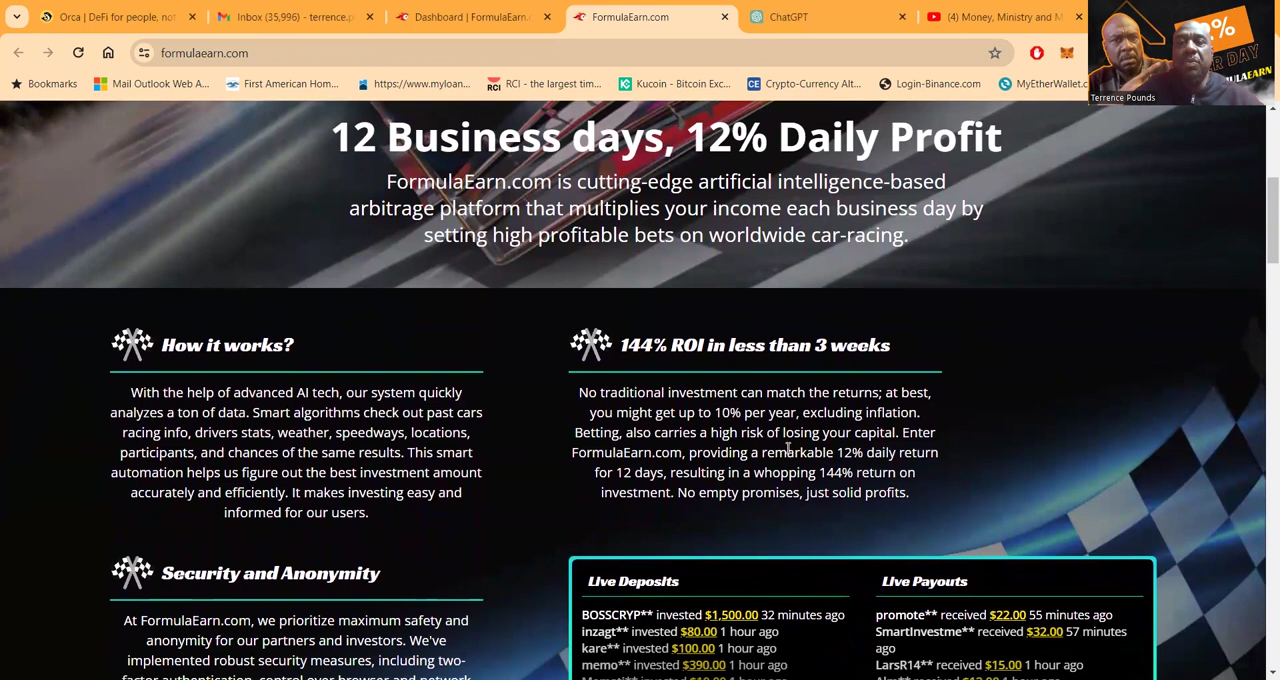 Orca | DeFi for people, not
Inbox (35,996) - terrence.p
Dashboard | FormulaEarn.
FormulaEarn.com
ChatGPT
(4) Money, Ministry and M
formulaearn.com
Bookmarks
Mail Outlook Web A...
First American Hom...
https://www.myloan...
RCI - the largest tim...
Kucoin - Bitcoin Exc...
Crypto-Currency Alt...
Login-Binance.com
MyEtherWallet.c
Terrence Pounds
12 Business days, 12% Daily Profit
FormulaEarn.com is cutting-edge artificial intelligence-based
arbitrage platform that multiplies your income each business day by
setting high profitable bets on worldwide car-racing.
How it works?
With the help of advanced AI tech, our system quickly
analyzes a ton of data. Smart algorithms check out past cars
racing info, drivers stats, weather, speedways, locations,
participants, and chances of the same results. This smart
automation helps us figure out the best investment amount
accurately and efficiently. It makes investing easy and
informed for our users.
144% ROI in less than 3 weeks
No traditional investment can match the returns; at best,
you might get up to 10% per year, excluding inflation.
Betting, also carries a high risk of losing your capital. Enter
FormulaEarn.com, providing a remarkable 12% daily return
for 12 days, resulting in a whopping 144% return on
investment. No empty promises, just solid profits.
Security and Anonymity
At FormulaEarn.com, we prioritize maximum safety and
anonymity for our partners and investors. We've
implemented robust security measures, including two-
factor authentication, control over browser and network
Live Deposits
BOSSCRYP** invested $1,500.00 32 minutes ago
inzagt** invested $80.00 1 hour ago
kare** invested $100.00 1 hour ago
memo** invested $390.00 1 hour ago
Live Payouts
promote** received $22.00 55 minutes ago
SmartInvestme** received $32.00 57 minutes
ago
LarsR14** received $15.00 1 hour ago